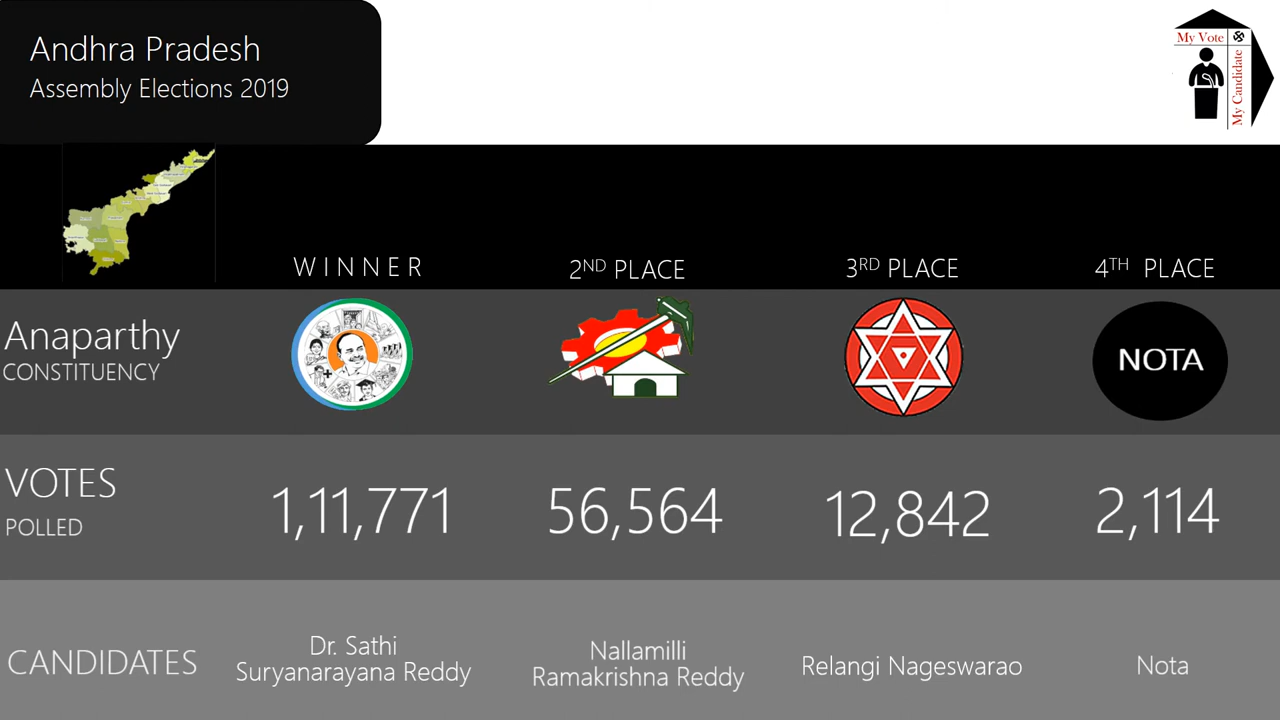 Andhra Pradesh
Assembly Elections 2019
My Vote
My Candidate
WINNER
2ND PLACE
3RD PLACE
4TH PLACE
Anaparthy
CONSTITUENCY
NOTA
VOTES
POLLED
1,11,771
56,564
12,842
2,114
CANDIDATES
Dr. Sathi
Suryanarayana Reddy
Nallamilli
Ramakrishna Reddy
Relangi Nageswarao
Nota